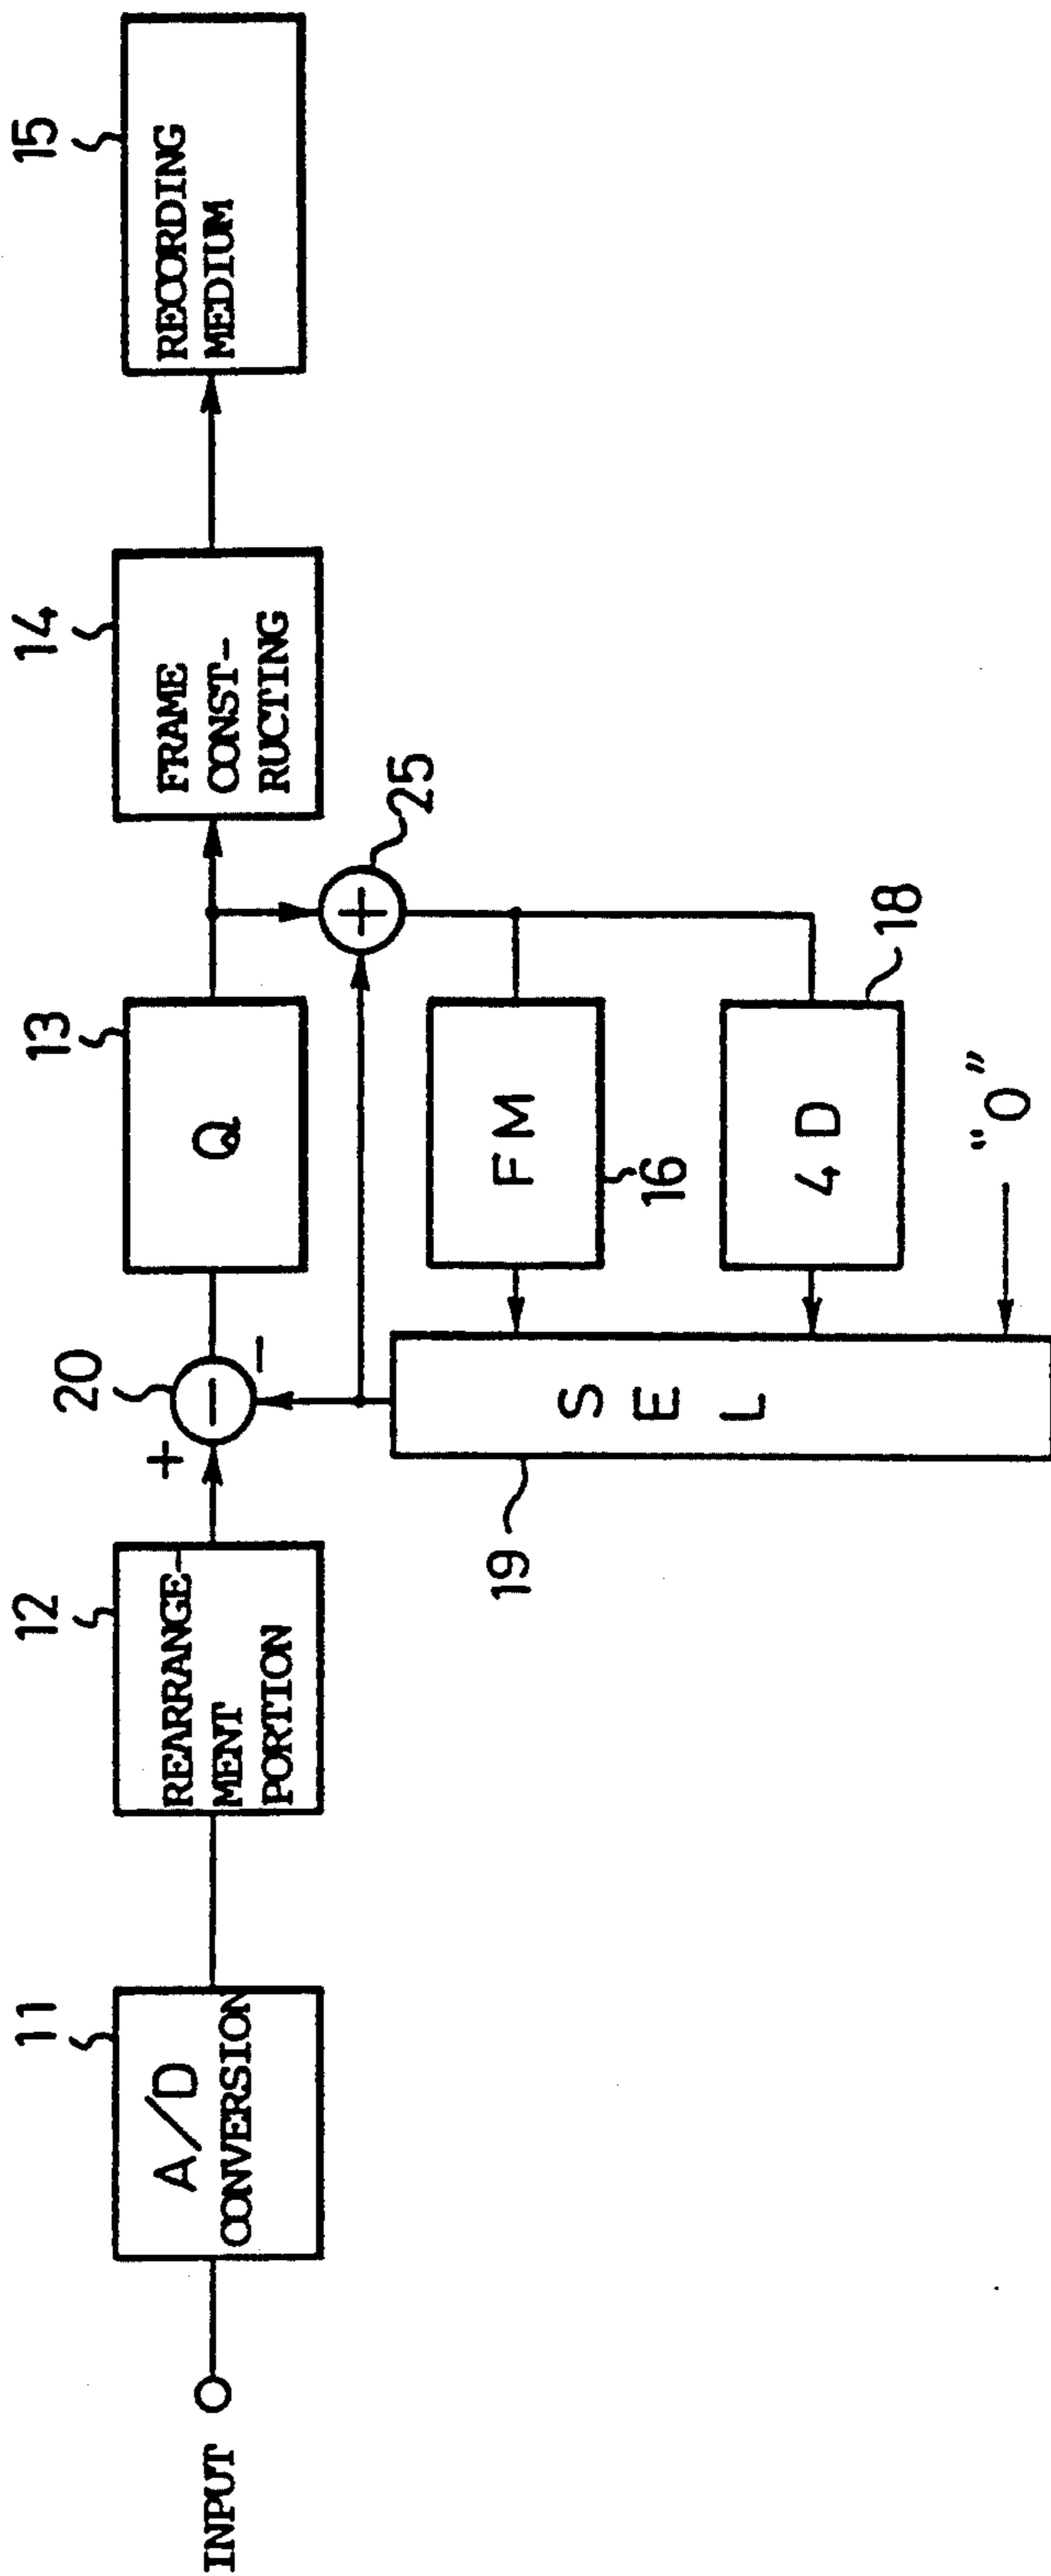 INPUT
11
A/D
CONVERSION
12
REARRANGE-
MENT
PORTION
20
+
−
−
13
Q
14
FRAME
CONST-
RUCTING
15
RECORDING
MEDIUM
+
25
FM
16
4D
18
"0"
SEL
19